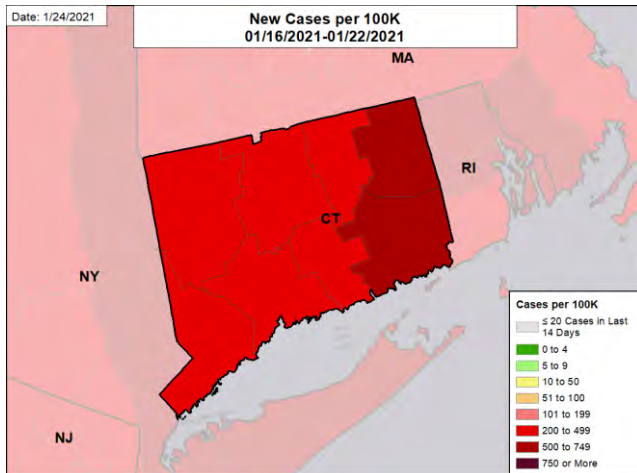 Date: 1/24/2021
New Cases per 100K
01/16/2021-01/22/2021
MA
RI
CT
NY
NJ
Cases per 100K
≤ 20 Cases in Last
14 Days
0 to 4
5 to 9
10 to 50
51 to 100
101 to 199
200 to 499
500 to 749
750 or More